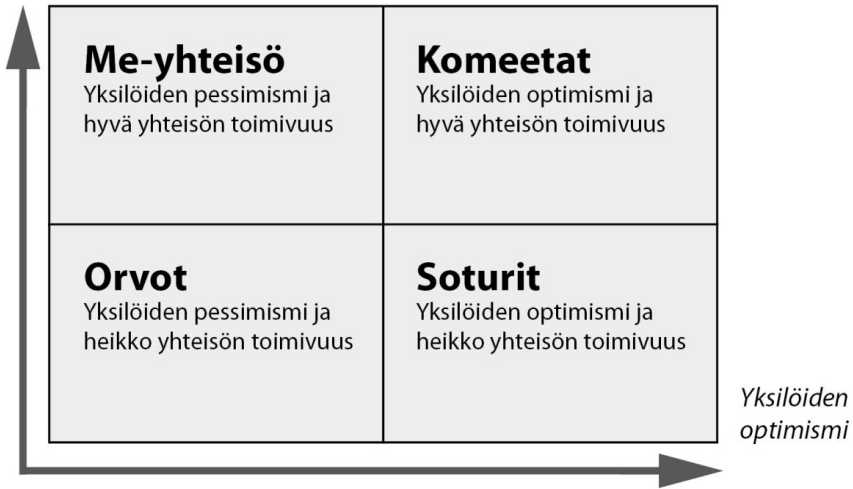 Me-yhteisö
Yksilöiden pessimismi ja
hyvä yhteisön toimivuus
Komeetat
Yksilöiden optimismi ja
hyvä yhteisön toimivuus
Orvot
Yksilöiden pessimismi ja
heikko yhteisön toimivuus
Soturit
Yksilöiden optimismi ja
heikko yhteisön toimivuus
Yksilöiden
optimismi